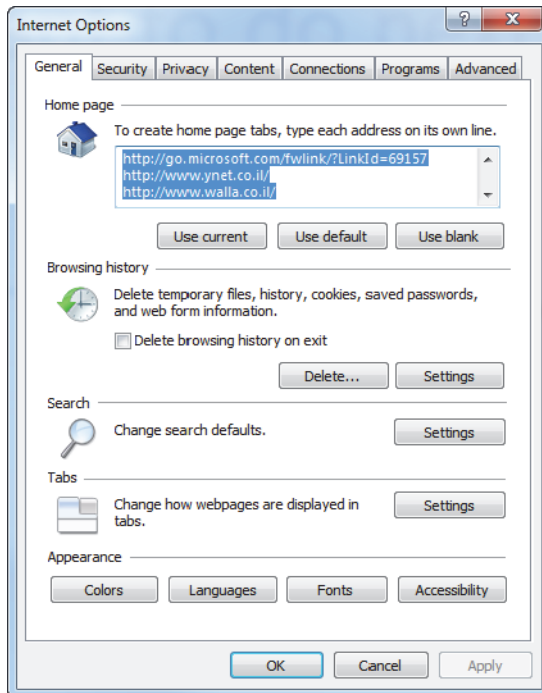 Internet Options
General Security Privacy Content Connections Programs Advanced
Home page
To create home page tabs, type each address on its own line.
http://go.microsoft.com/fwlink/?LinkId=69157
http://www.ynet.co.il/
http://www.walla.co.il/
Use current Use default Use blank
Browsing history
Delete temporary files, history, cookies, saved passwords,
and web form information.
Delete browsing history on exit
Delete... Settings
Search
Change search defaults. Settings
Tabs
Change how webpages are displayed in Settings
tabs.
Appearance
Colors Languages Fonts Accessibility
OK Cancel Apply